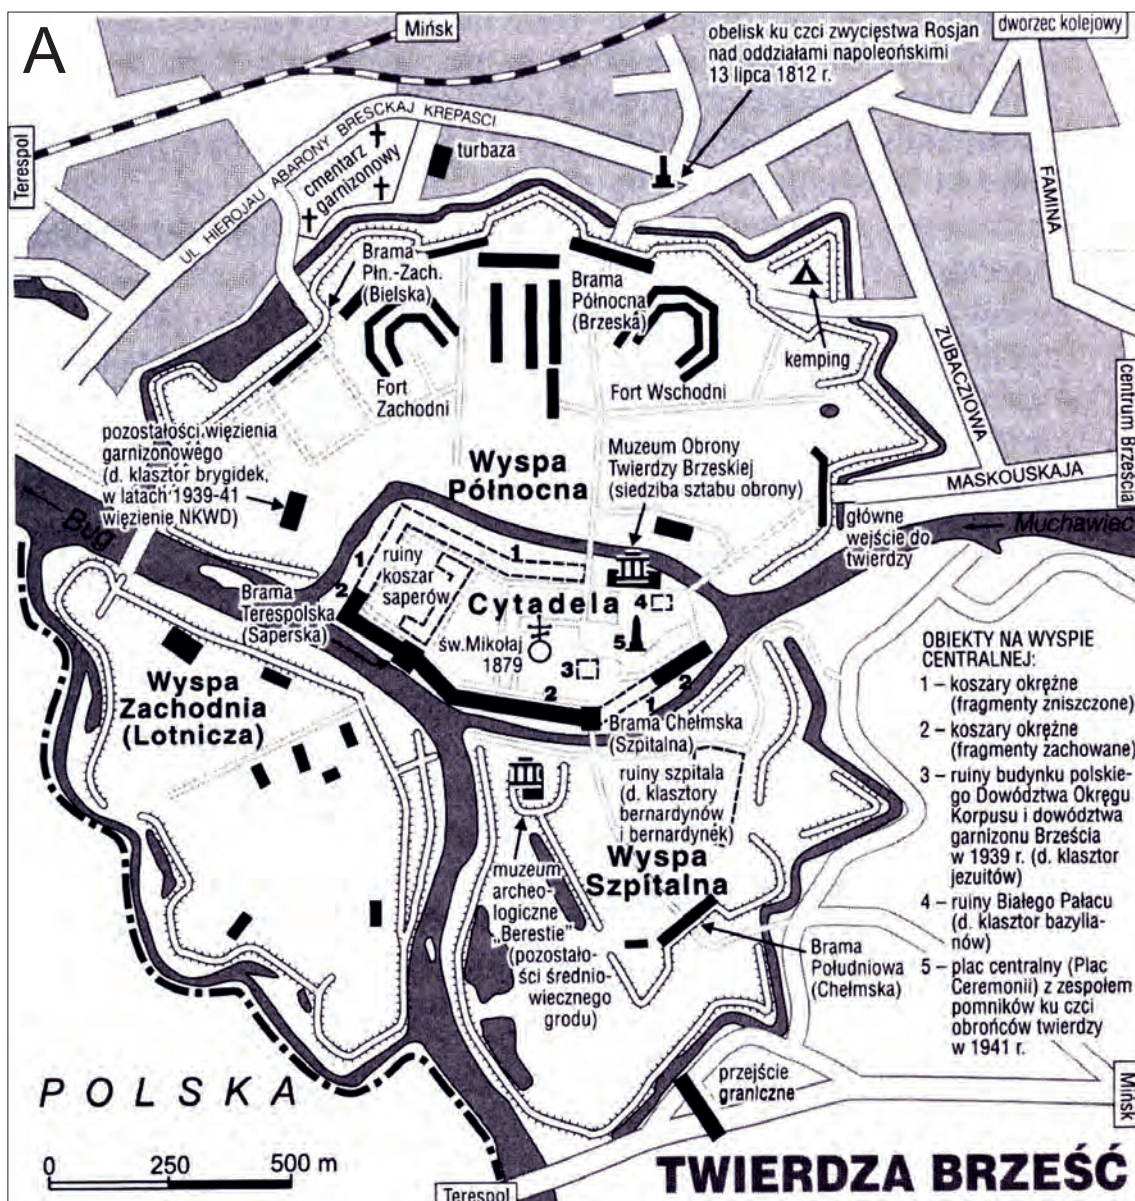 A
Mińsk
obelisk ku czci zwycięstwa Rosjan
nad oddziałami napoleońskimi
13 lipca 1812 r.
dworzec kolejowy
Terespol
UL HIEROJAU ABARONY BRESCKAJ KREPASCI
cmentarz
garnizonowy
turbaza
FAMINA
Brama
Płn.-Zach.
(Bielska)
Brama
Północna
(Brzeska)
kemping
ZUBACZIOWA
centrum Brześcia
Fort
Zachodni
Fort Wschodni
pozostałości więzienia
garnizonowego
(d. klasztor brygidek,
w latach 1939-41
więzienie NKWD)
Wyspa
Północna
Muzeum Obrony
Twierdzy Brzeskiej
(siedziba sztabu obrony)
MASKOUSKAJA
Bug
główne
wejście do
twierdzy
Muchawiec
1
1
2
ruiny
koszar
saperów
Brama
Terespolska
(Saperska)
Cytadela
4
5
św.Mikołaj
1879
3
2
2
1
Wyspa
Zachodnia
(Lotnicza)
Brama Chełmska
(Szpitalna)
ruiny szpitala
(d. klasztory
bernardynów
i bernardynek)
Wyspa
Szpitalna
muzeum
archeo-
logiczne
„Berestie”
(pozostało-
ści średnio-
wiecznego
grodu)
Brama
Południowa
(Chełmska)
OBIEKTY NA WYSPIE
CENTRALNEJ:
1 – koszary okrężne
(fragmenty zniszczone)
2 – koszary okrężne
(fragmenty zachowane)
3 – ruiny budynku polskie-
go Dowództwa Okręgu
Korpusu i dowództwa
garnizonu Brześcia
w 1939 r. (d. klasztor
jezuitów)
4 – ruiny Białego Pałacu
(d. klasztor bazylia-
nów)
5 – plac centralny (Plac
Ceremonii) z zespołem
pomników ku czci
obrońców twierdzy
w 1941 r.
POLSKA
przejście
graniczne
Mińsk
0 250 500 m
Terespol
TWIERDZA BRZEŚĆ